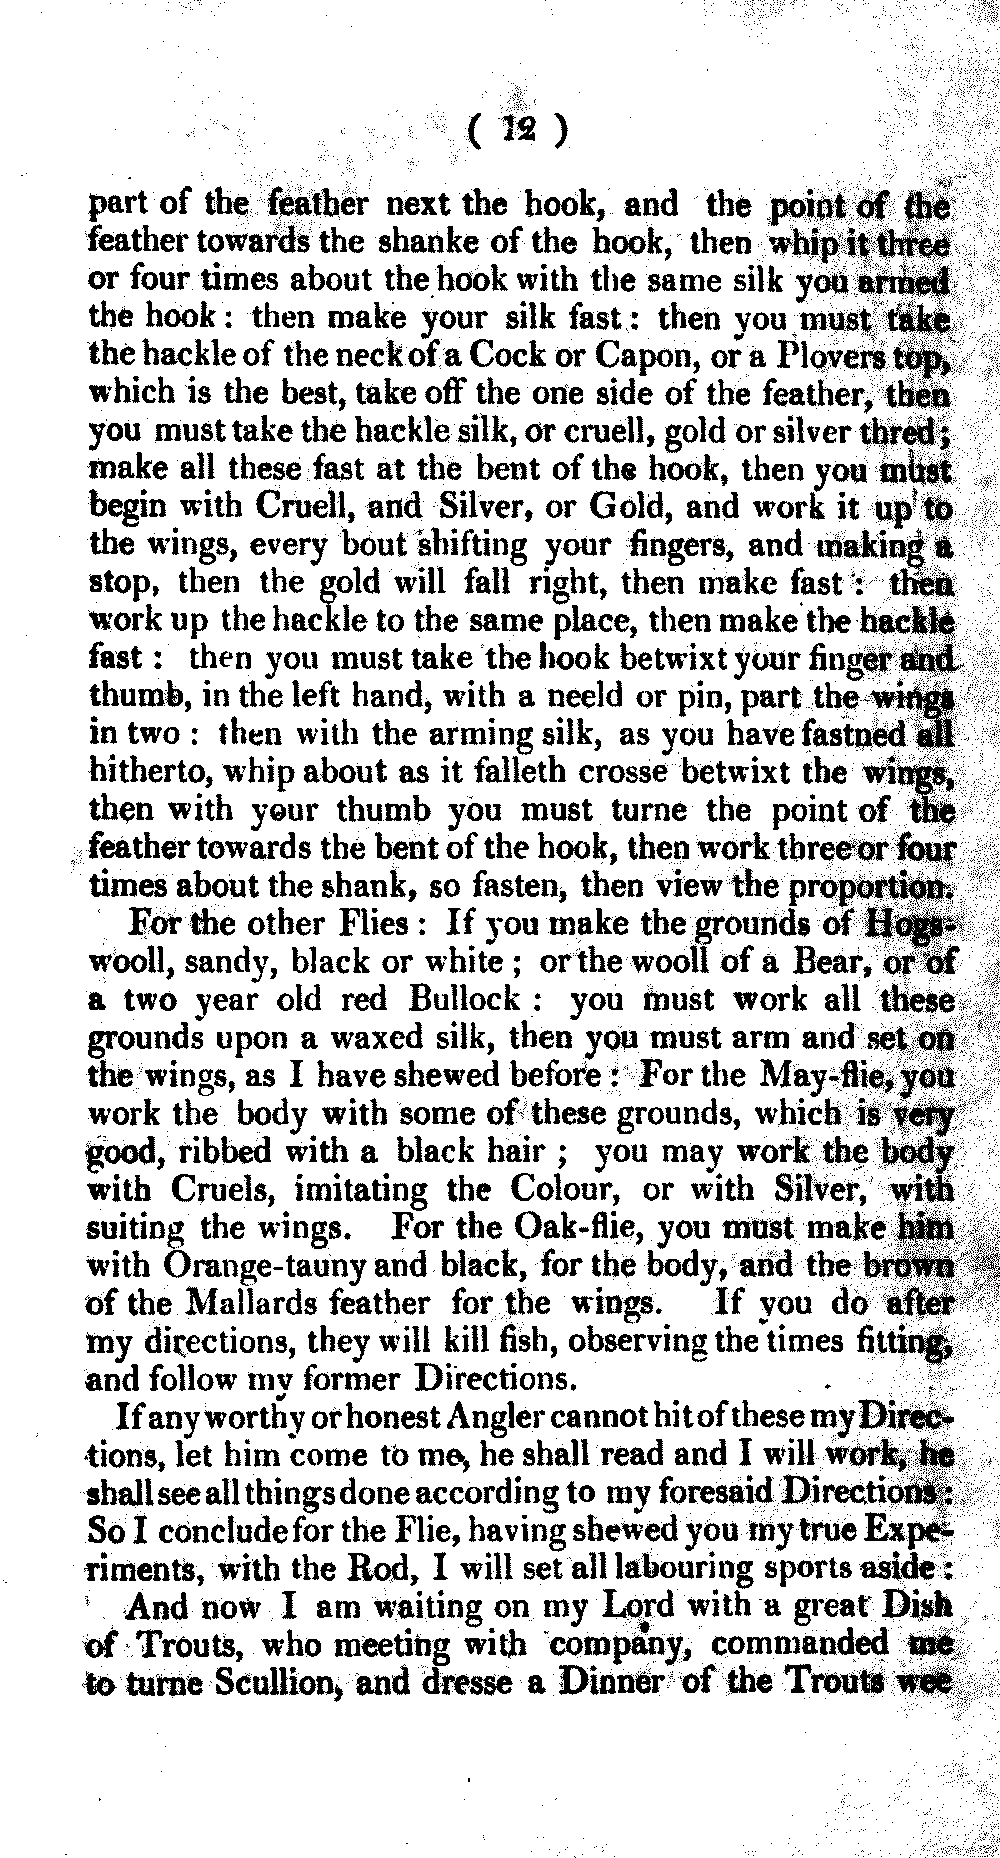 ( 12 )
part of the feather next the hook, and the point of the
feather towards the shanke of the hook, then whip it three
or four times about the hook with the same silk you armed
the hook : then make your silk fast : then you must take
the hackle of the neck of a Cock or Capon, or a Plovers top,
which is the best, take off the one side of the feather, then
you must take the hackle silk, or cruell, gold or silver thred ;
make all these fast at the bent of the hook, then you must
begin with Cruell, and Silver, or Gold, and work it up to
the wings, every bout shifting your fingers, and making a
stop, then the gold will fall right, then make fast : then
work up the hackle to the same place, then make the hackle
fast : then you must take the hook betwixt your finger and
thumb, in the left hand, with a neeld or pin, part the wings
in two : then with the arming silk, as you have fastned all
hitherto, whip about as it falleth crosse betwixt the wings,
then with your thumb you must turne the point of the
feather towards the bent of the hook, then work three or four
times about the shank, so fasten, then view the proportion.
For the other Flies : If you make the grounds of Hogs-
wooll, sandy, black or white ; or the wooll of a Bear, or of
a two year old red Bullock : you must work all these
grounds upon a waxed silk, then you must arm and set on
the wings, as I have shewed before : For the May-flie, you
work the body with some of these grounds, which is very
good, ribbed with a black hair ; you may work the body
with Cruels, imitating the Colour, or with Silver, with
suiting the wings. For the Oak-flie, you must make him
with Orange-tauny and black, for the body, and the brown
of the Mallards feather for the wings. If you do after
my directions, they will kill fish, observing the times fitting,
and follow my former Directions.
If any worthy or honest Angler cannot hit of these my Direc-
tions, let him come to me, he shall read and I will work, he
shall see all things done according to my foresaid Directions :
So I conclude for the Flie, having shewed you my true Expe-
riments, with the Rod, I will set all labouring sports aside :
And now I am waiting on my Lord with a great Dish
of Trouts, who meeting with company, commanded me
to turne Scullion, and dresse a Dinner of the Trouts wee